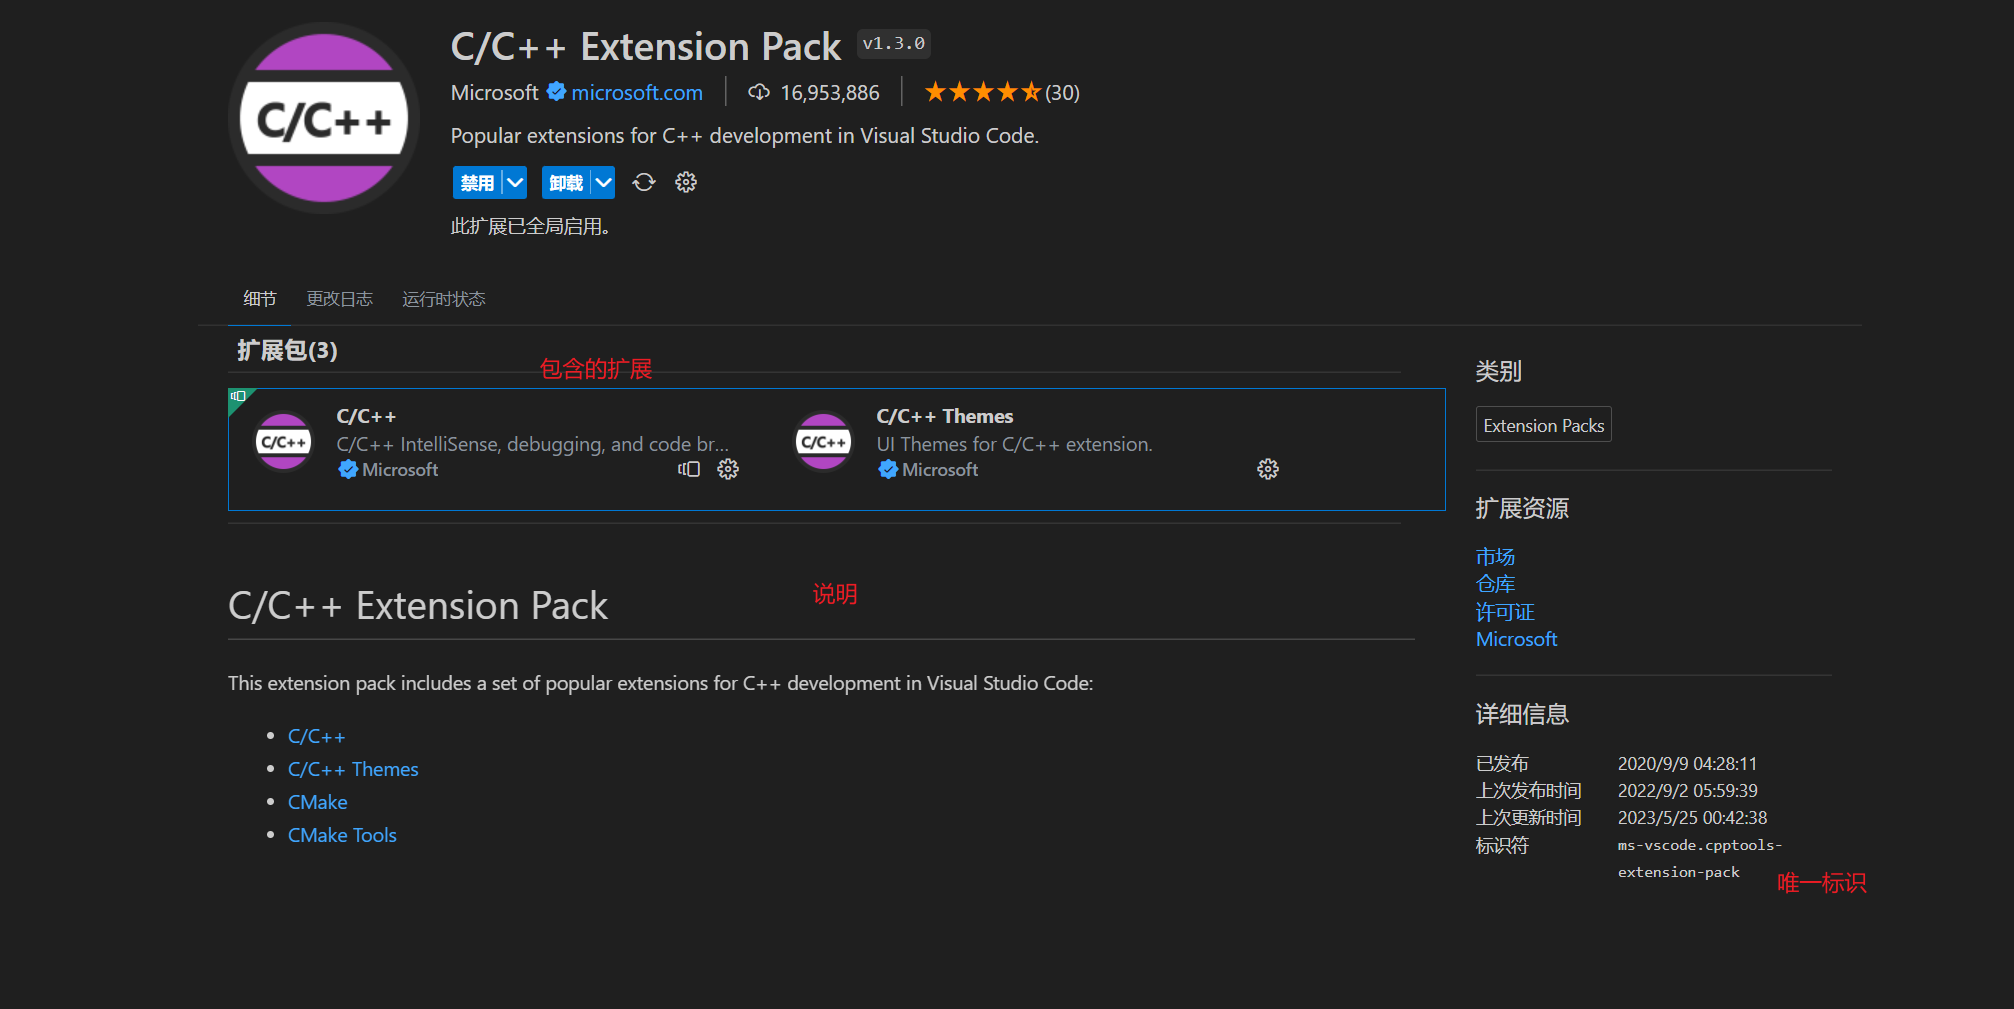 C/C++
C/C++ Extension Pack v1.3.0
Microsoft microsoft.com 16,953,886 (30)
Popular extensions for C++ development in Visual Studio Code.
禁用 卸载
此扩展已全局启用。
细节 更改日志 运行时状态
扩展包(3)
包含的扩展
C/C++
C/C++
C/C++ IntelliSense, debugging, and code br...
Microsoft
C/C++
C/C++ Themes
UI Themes for C/C++ extension.
Microsoft
C/C++ Extension Pack
说明
This extension pack includes a set of popular extensions for C++ development in Visual Studio Code:
C/C++
C/C++ Themes
CMake
CMake Tools
类别
Extension Packs
扩展资源
市场
仓库
许可证
Microsoft
详细信息
已发布 2020/9/9 04:28:11
上次发布时间 2022/9/2 05:59:39
上次更新时间 2023/5/25 00:42:38
标识符 ms-vscode.cpptools-
extension-pack
唯一标识